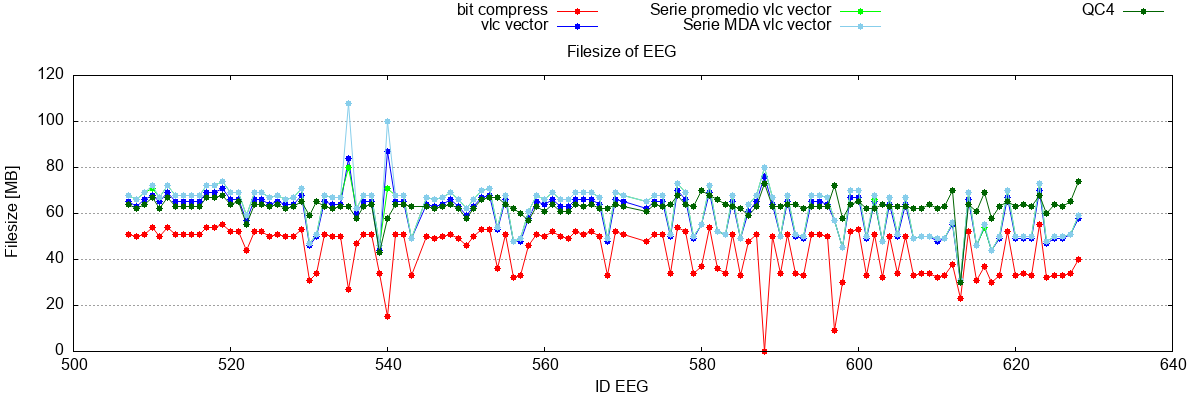 bit compress Serie promedio vlc vector QC4
vlc vector Serie MDA vlc vector
Filesize of EEG
120
100
80
60
40
20
0
Filesize [MB]
500 520 540 560 580 600 620 640
ID EEG